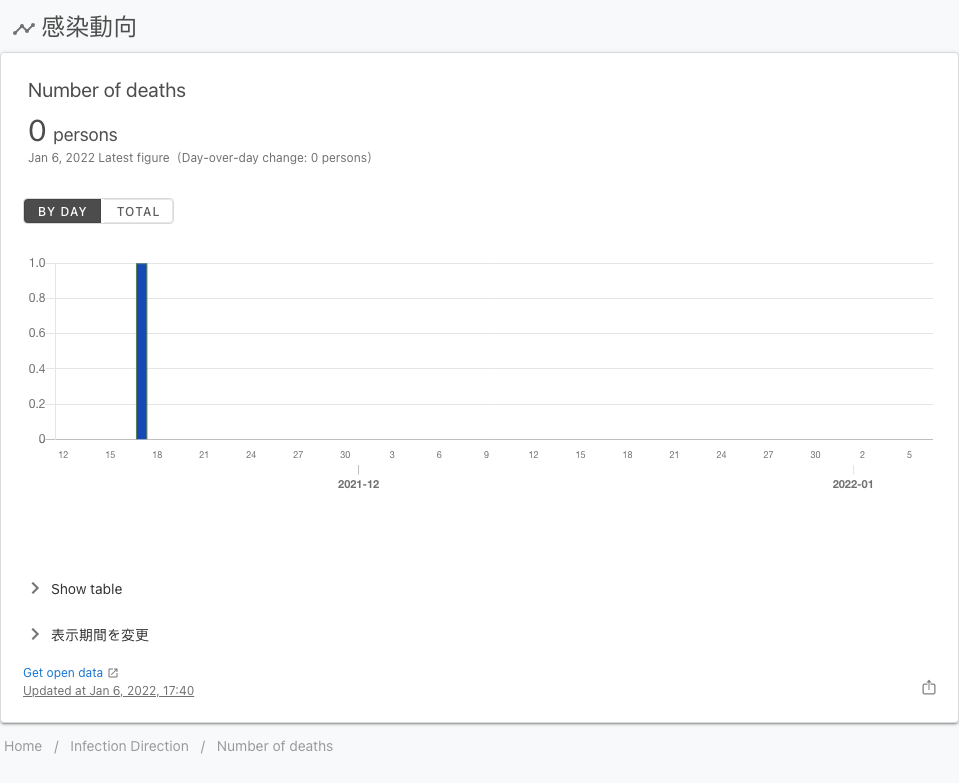 感染動向
Number of deaths
0 persons
Jan 6, 2022 Latest figure（Day-over-day change: 0 persons）
BY DAY TOTAL
1.0
0.8
0.6
0.4
0.2
0
12 15 18 21 24 27 30 3 6 9 12 15 18 21 24 27 30 2 5
2021-12 2022-01
Show table
表示期間を変更
Get open data
Updated at Jan 6, 2022, 17:40
Home / Infection Direction / Number of deaths